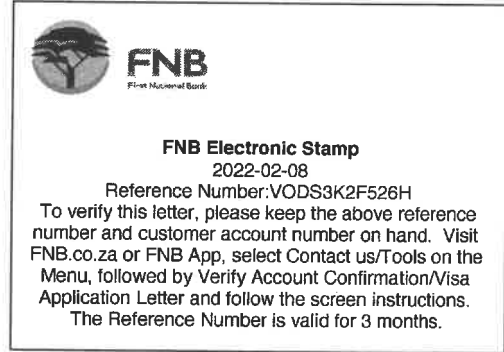 FNB
First National Bank
FNB Electronic Stamp
2022-02-08
Reference Number:VODS3K2F526H
To verify this letter, please keep the above reference
number and customer account number on hand. Visit
FNB.co.za or FNB App, select Contact us/Tools on the
Menu, followed by Verify Account Confirmation/Visa
Application Letter and follow the screen instructions.
The Reference Number is valid for 3 months.